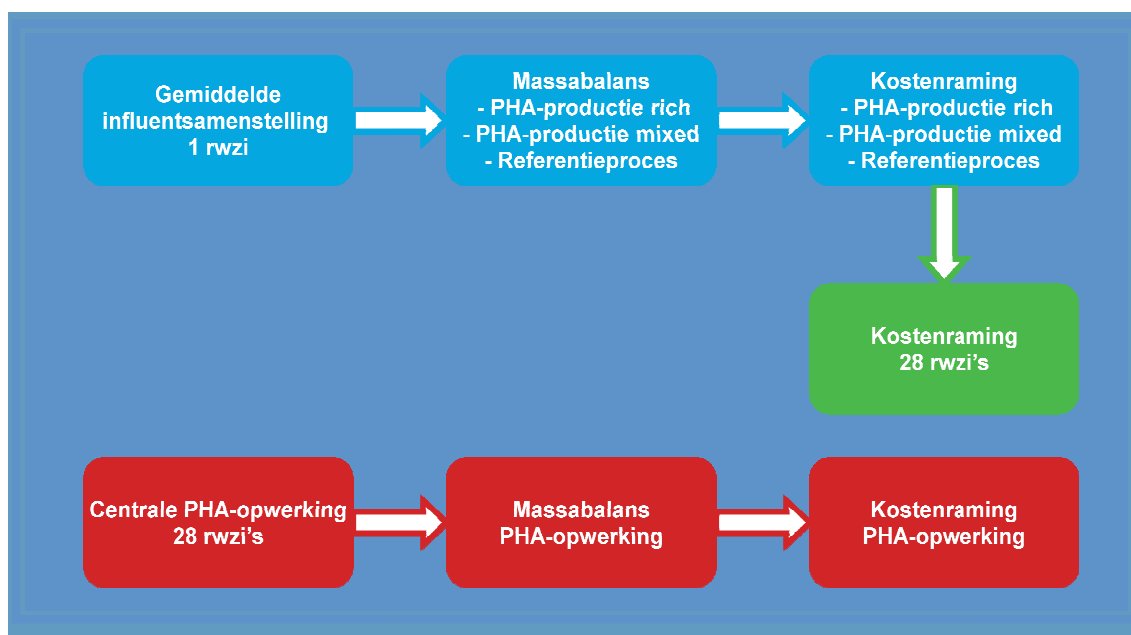 Gemiddelde
influentsamenstelling
1 rwzi
Massabalans
- PHA-productie rich
- PHA-productie mixed
- Referentieproces
Kostenraming
- PHA-productie rich
- PHA-productie mixed
- Referentieproces
Kostenraming
28 rwzi's
Centrale PHA-opwerking
28 rwzi's
Massabalans
PHA-opwerking
Kostenraming
PHA-opwerking